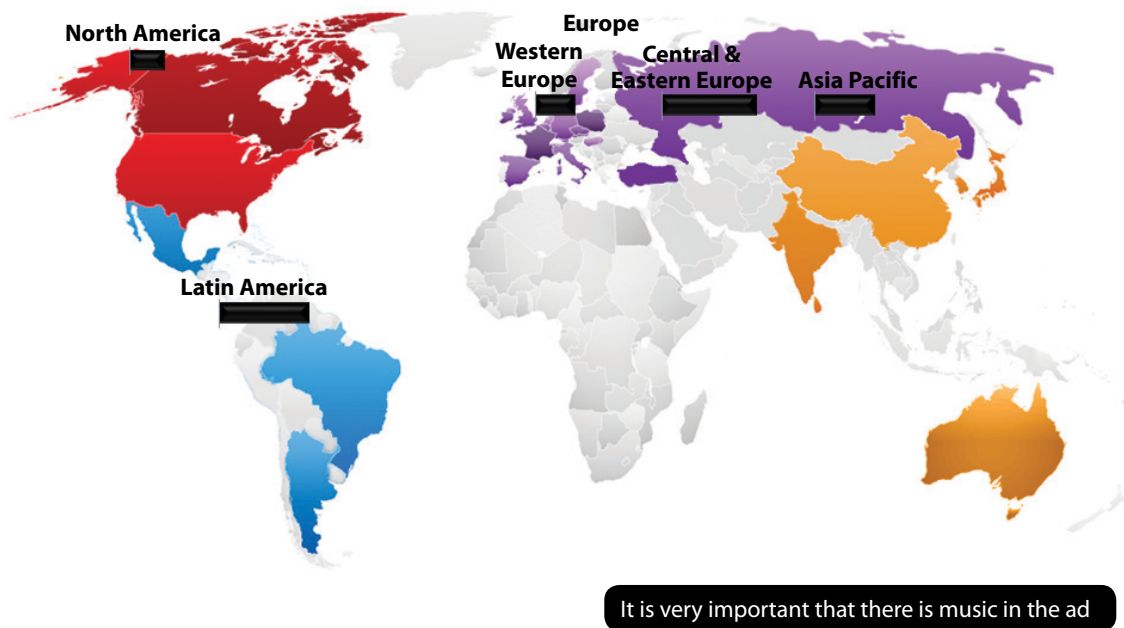 North America
Europe
Western
Europe
Central &
Eastern Europe
Asia Pacific
Latin America
It is very important that there is music in the ad